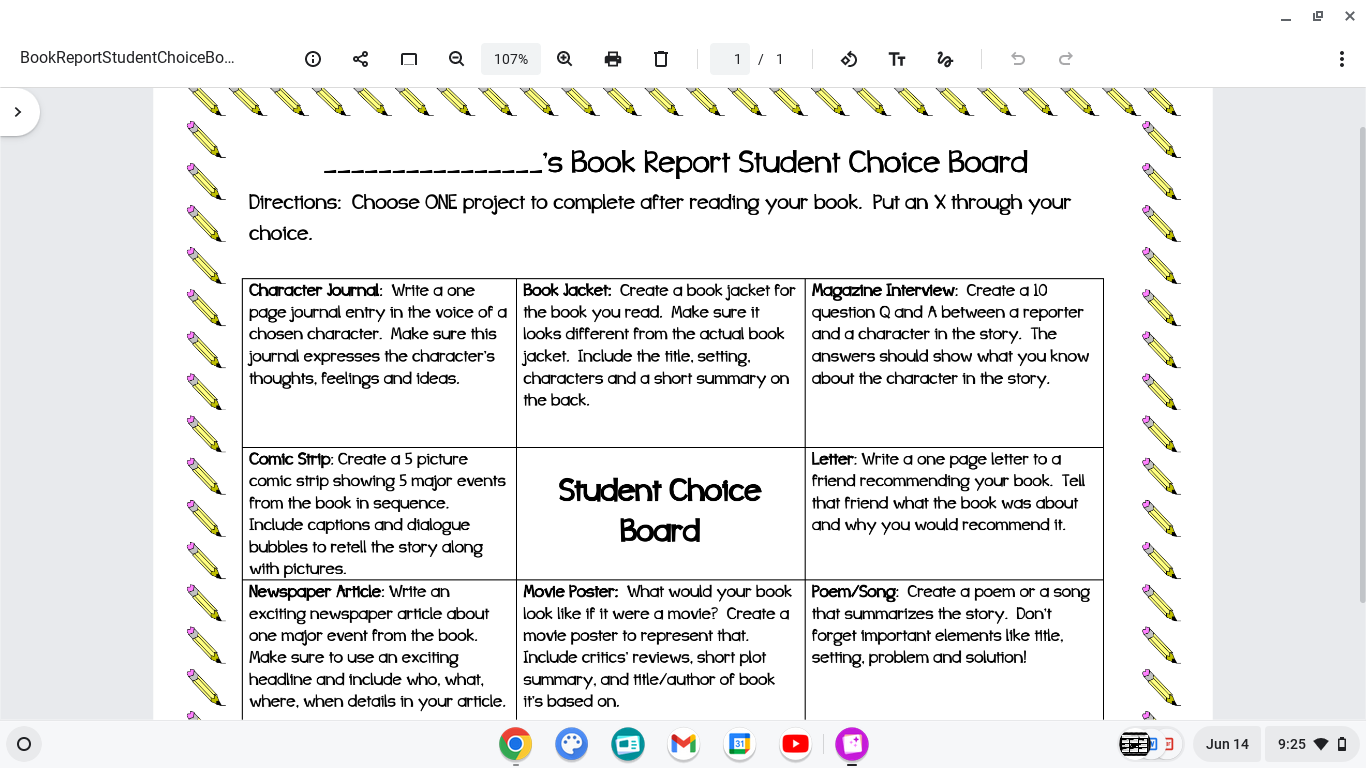 BookReportStudentChoiceBo...
107%
1 / 1
_______________'s Book Report Student Choice Board
Directions: Choose ONE project to complete after reading your book. Put an X through your
choice.
Character Journal: Write a one
page journal entry in the voice of a
chosen character. Make sure this
journal expresses the character's
thoughts, feelings and ideas.
Book Jacket: Create a book jacket for
the book you read. Make sure it
looks different from the actual book
jacket. Include the title, setting,
characters and a short summary on
the back.
Magazine Interview: Create a 10
question Q and A between a reporter
and a character in the story. The
answers should show what you know
about the character in the story.
Comic Strip: Create a 5 picture
comic strip showing 5 major events
from the book in sequence.
Include captions and dialogue
bubbles to retell the story along
with pictures.
Student Choice
Board
Letter: Write a one page letter to a
friend recommending your book. Tell
that friend what the book was about
and why you would recommend it.
Newspaper Article: Write an
exciting newspaper article about
one major event from the book.
Make sure to use an exciting
headline and include who, what,
where, when details in your article.
Movie Poster: What would your book
look like if it were a movie? Create a
movie poster to represent that.
Include critics' reviews, short plot
summary, and title/author of book
it's based on.
Poem/Song: Create a poem or a song
that summarizes the story. Don't
forget important elements like title,
setting, problem and solution!
31
Jun 14
9:25